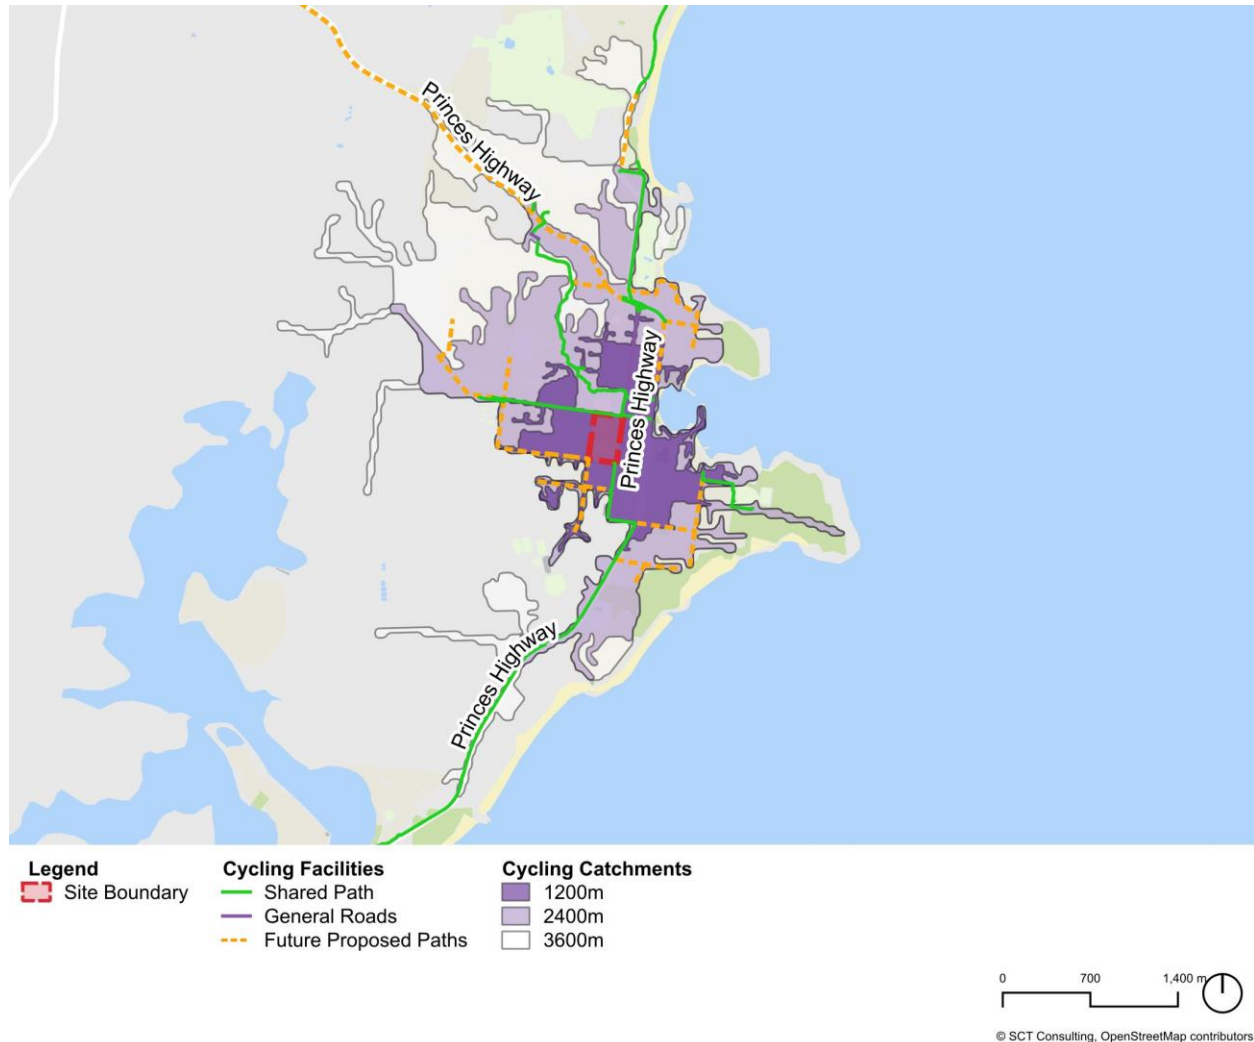 Princes Highway
Princes Highway
Princes Highway
Legend
Site Boundary
Cycling Facilities
Shared Path
General Roads
Future Proposed Paths
Cycling Catchments
1200m
2400m
3600m
0 700 1,400 m
© SCT Consulting, OpenStreetMap contributors